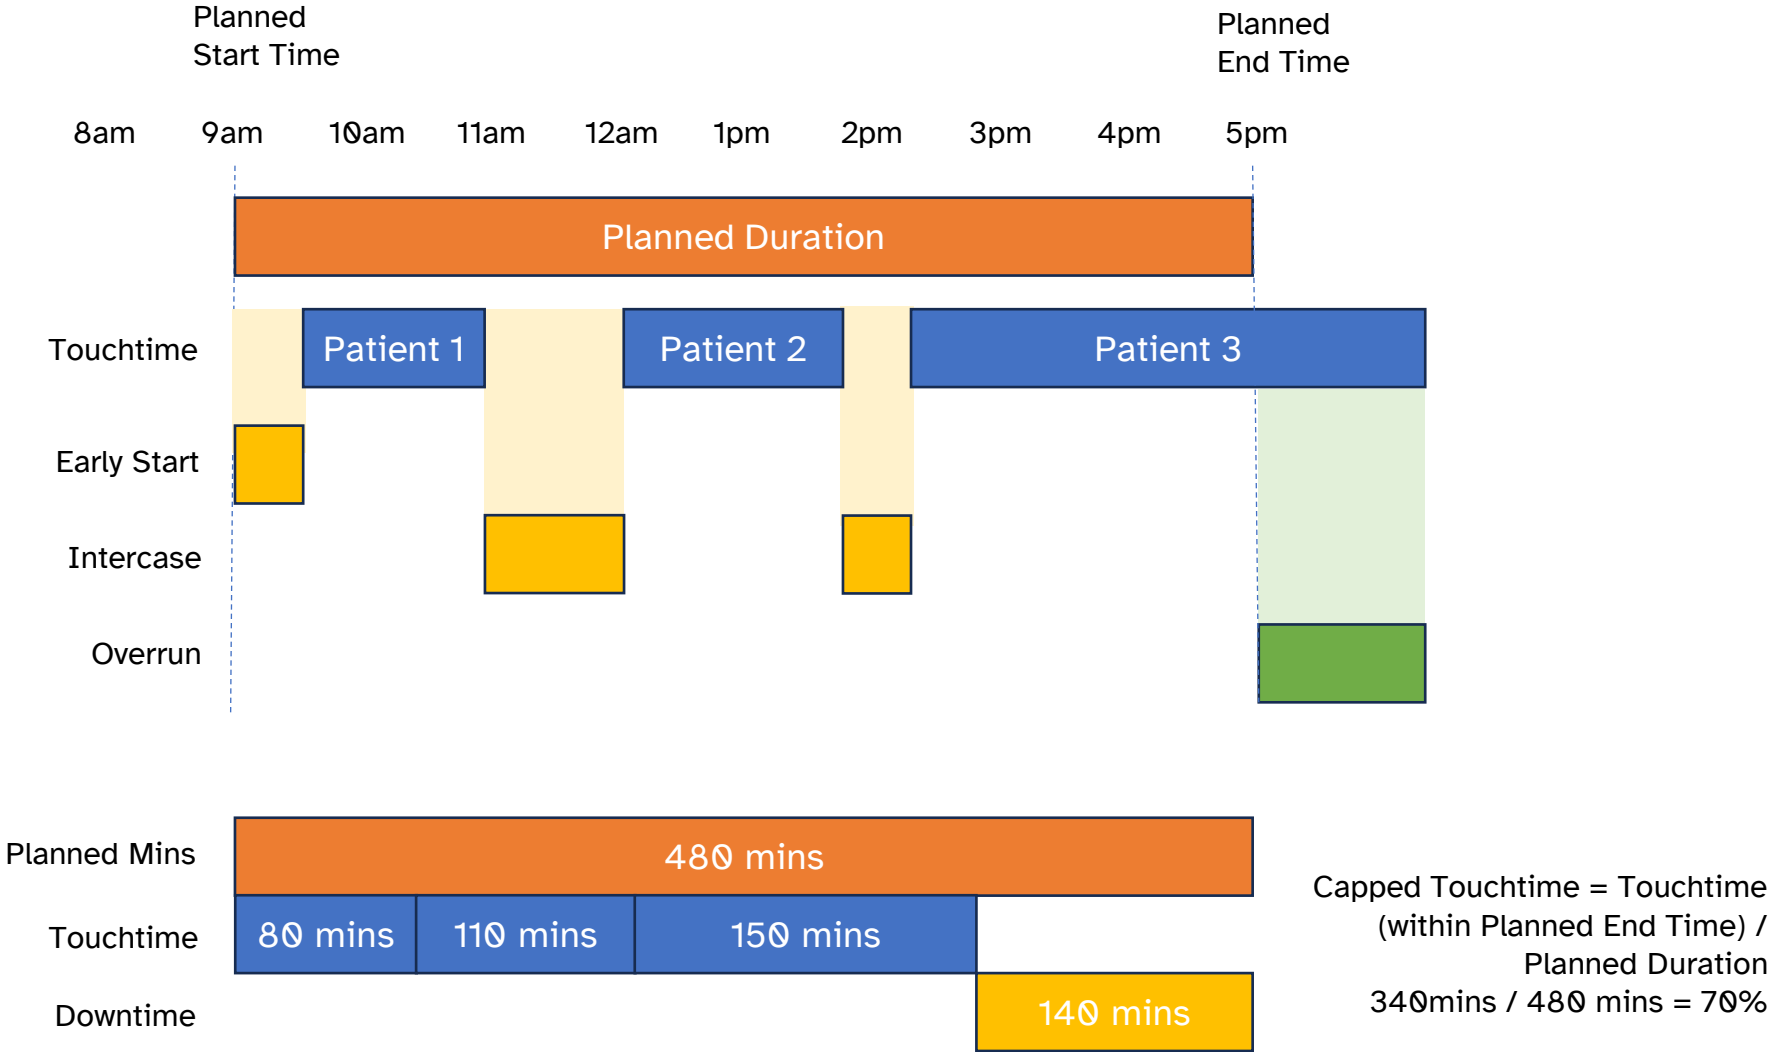 Planned
Start Time
Planned
End Time
8am 9am 10am 11am 12am 1pm 2pm 3pm 4pm 5pm
Planned Duration
Touchtime Patient 1 Patient 2 Patient 3
Early Start
Intercase
Overrun
Planned Mins 480 mins
Touchtime 80 mins 110 mins 150 mins
Downtime 140 mins
Capped Touchtime = Touchtime
(within Planned End Time) /
Planned Duration
340mins / 480 mins = 70%